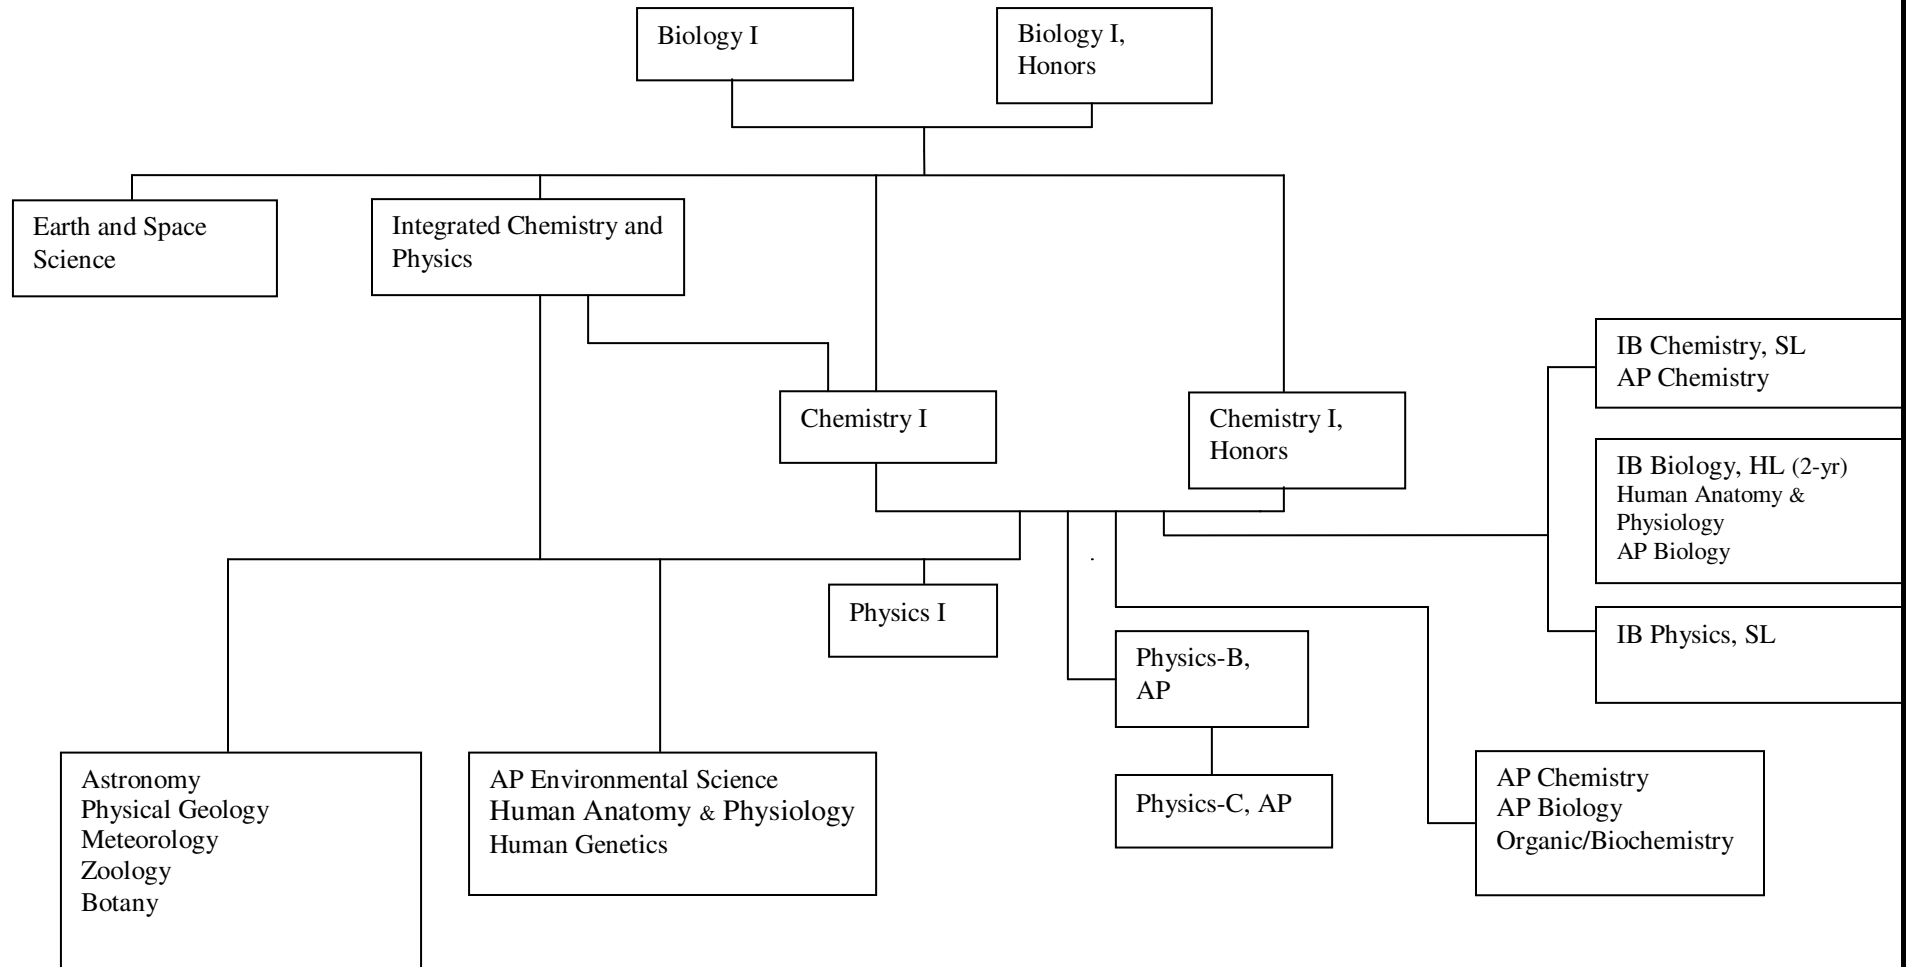 Biology I
Biology I,
Honors
Earth and Space
Science
Integrated Chemistry and
Physics
Chemistry I
Chemistry I,
Honors
IB Chemistry, SL
AP Chemistry
IB Biology, HL (2-yr)
Human Anatomy &
Physiology
AP Biology
IB Physics, SL
Physics I
Physics-B,
AP
Physics-C, AP
Astronomy
Physical Geology
Meteorology
Zoology
Botany
AP Environmental Science
Human Anatomy & Physiology
Human Genetics
AP Chemistry
AP Biology
Organic/Biochemistry